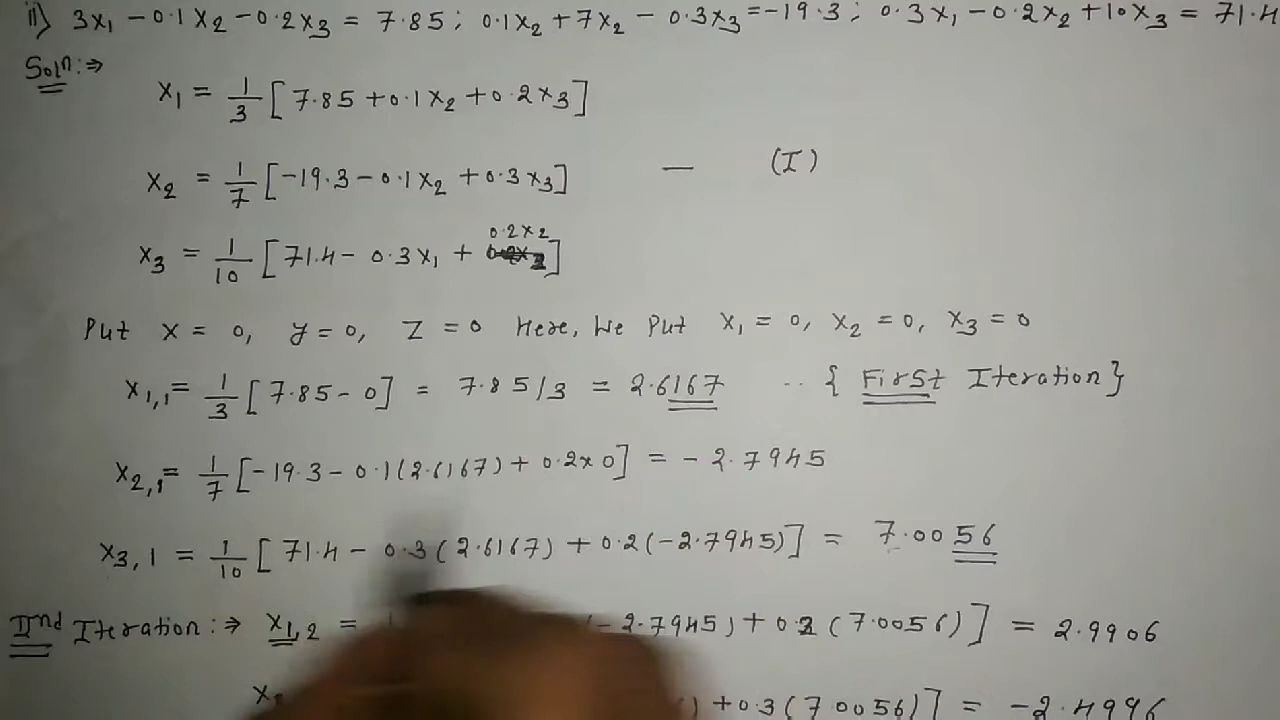 ii) 3x₁ - 0.1x₂ - 0.2x₃ = 7.85 ; 0.1x₂ + 7x₂ - 0.3x₃ = -19.3 ; 0.3x₁ - 0.2x₂ + 10x₃ = 71.4
Solⁿ:⇒
x₁ = 1/3 [7.85 + 0.1x₂ + 0.2x₃]
x₂ = 1/7 [-19.3 - 0.1x₂ + 0.3x₃] — (I)
x₃ = 1/10 [71.4 - 0.3x₁ + 0.2x₂]
Put x = 0, y = 0, z = 0 Here, We Put x₁ = 0, x₂ = 0, x₃ = 0
x₁,₁ = 1/3 [7.85 - 0] = 7.85/3 = 2.6167 .. {First Iteration}
x₂,₁ = 1/7 [-19.3 - 0.1(2.6167) + 0.2x0] = -2.7945
x₃,₁ = 1/10 [71.4 - 0.3(2.6167) + 0.2(-2.7945)] = 7.0056
IInd Iteration :⇒ x₁,₂ = (-2.7945) + 0.2(7.0056)] = 2.9906
) + 0.3(7.0056)] = -2.4996